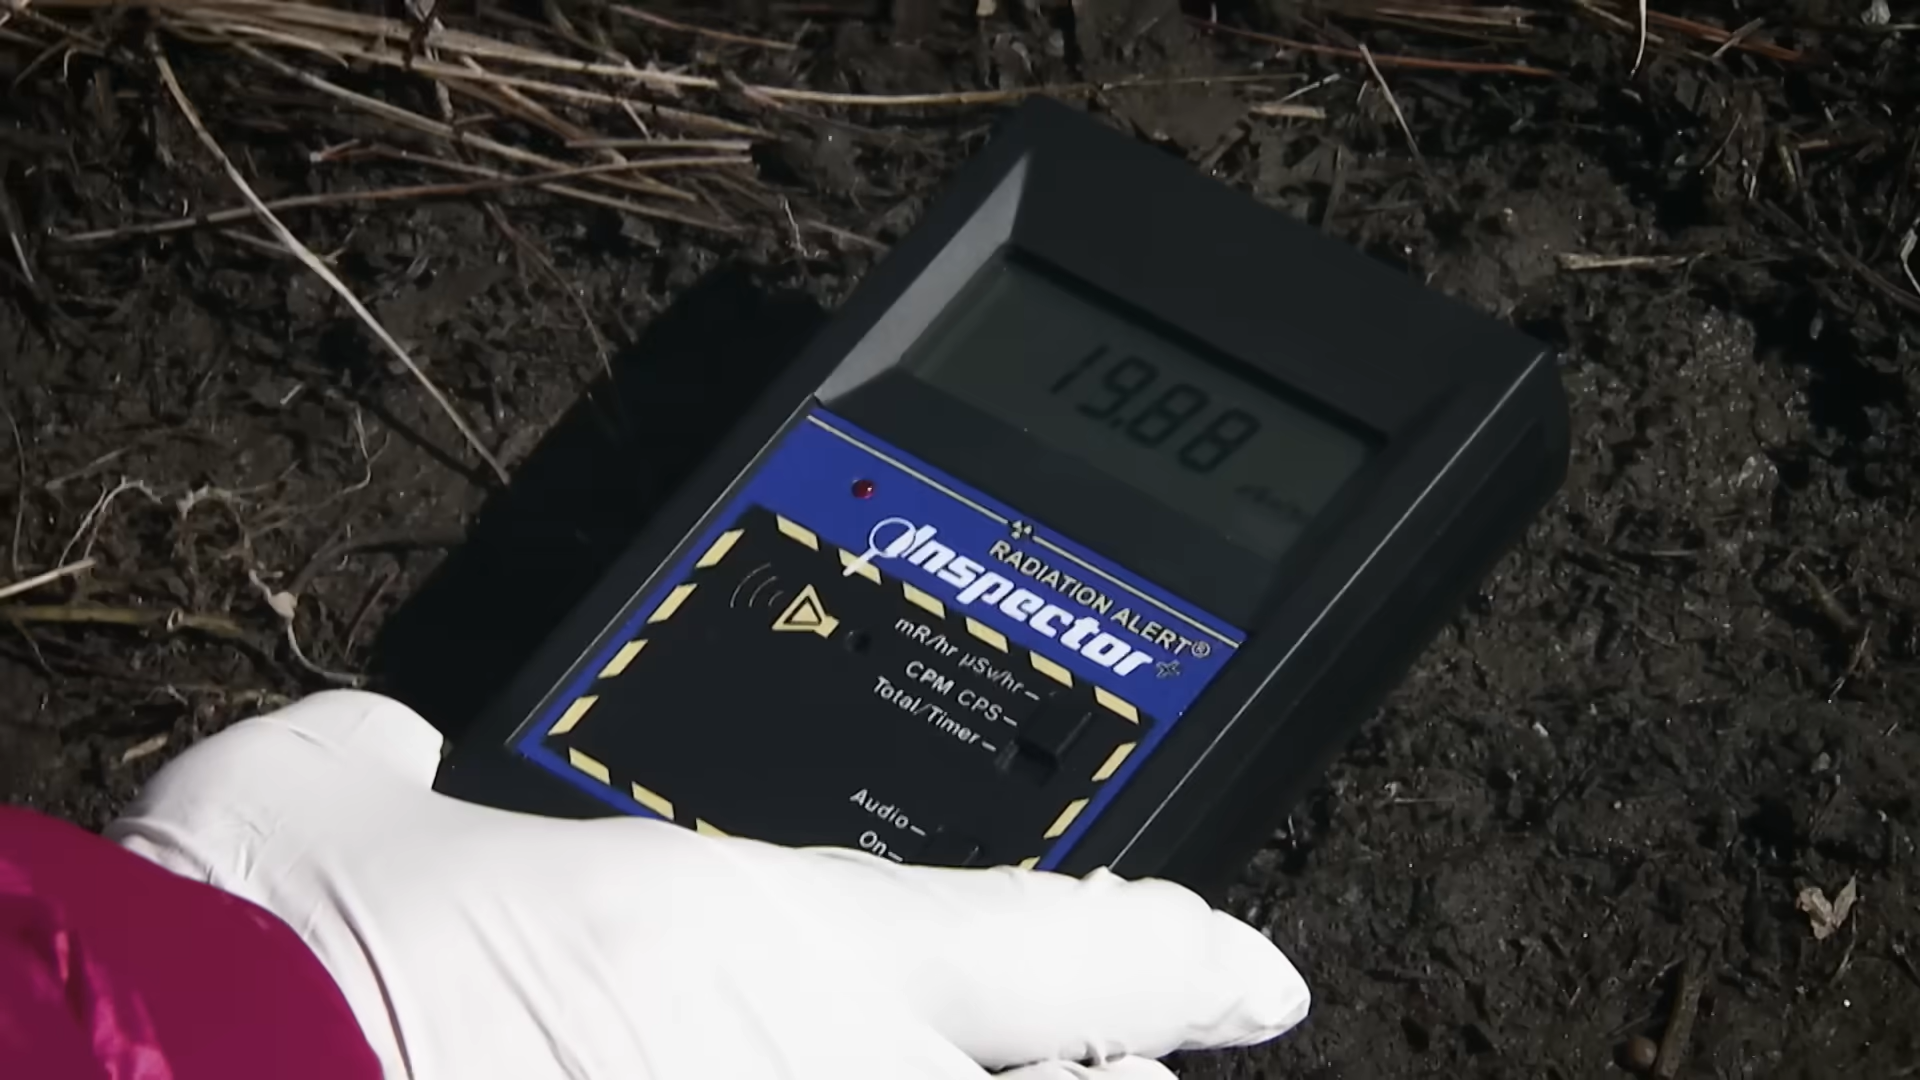 19.88
RADIATION ALERT®
Inspector+
mR/hr µSv/hr
CPM CPS
Total/Timer
Audio
On